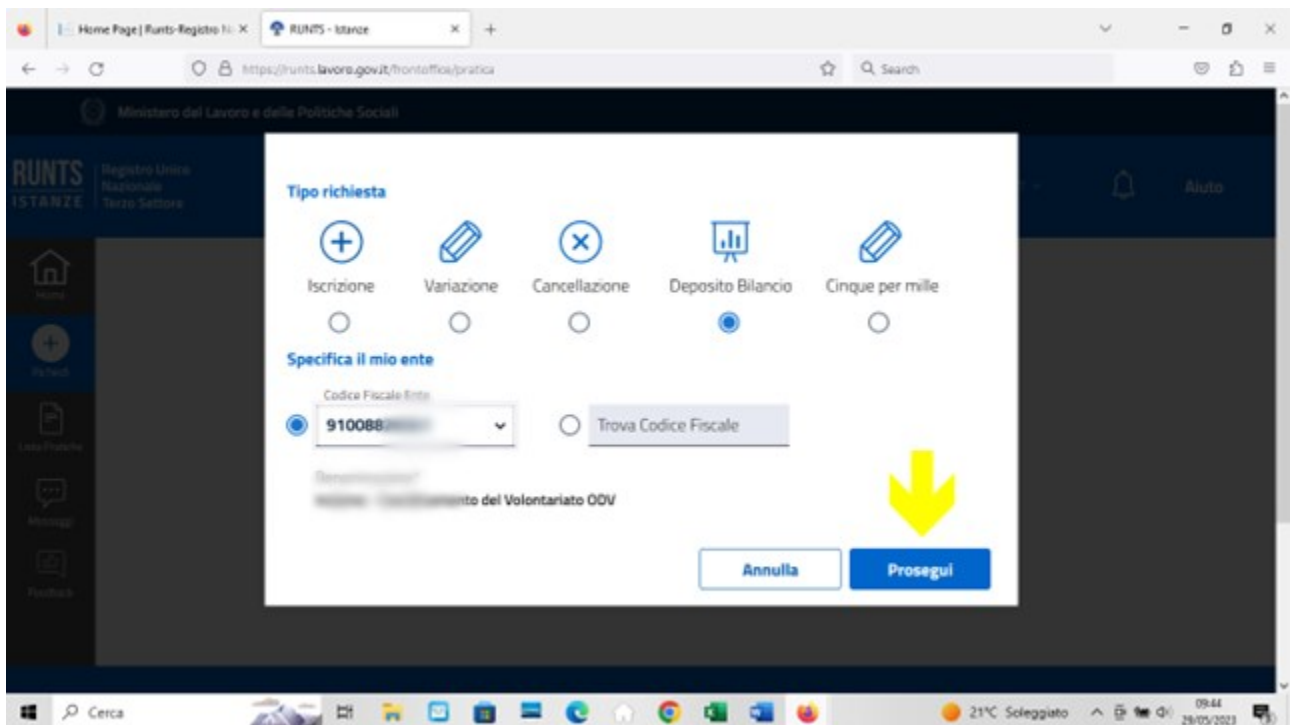 Home Page | Runts-Registro N
RUNTS - Istanze
https://runts.lavoro.gov.it/frontoffice/pratica
Search
Ministero del Lavoro e delle Politiche Sociali
RUNTS
ISTANZE
Registro Unico
Nazionale
Terzo Settore
Aiuto
Home
Richiedi
Lista Pratiche
Messaggi
Feedback
Tipo richiesta
Iscrizione
Variazione
Cancellazione
Deposito Bilancio
Cinque per mille
Specifica il mio ente
Codice Fiscale Ente
910088
Trova Codice Fiscale
Denominazione*
del Volontariato ODV
Annulla
Prosegui
Cerca
21°C Soleggiato
09:44
29/05/2023